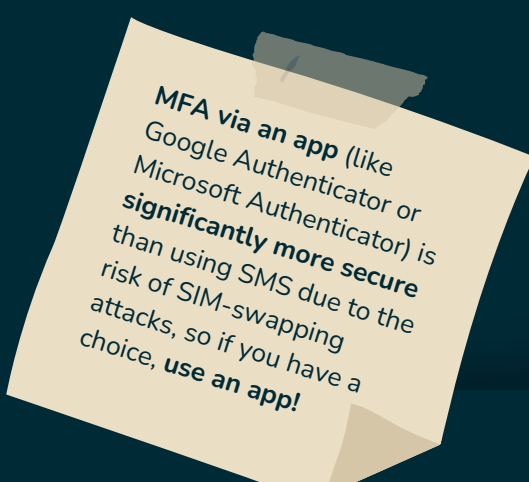 MFA via an app (like
Google Authenticator or
Microsoft Authenticator) is
significantly more secure
than using SMS due to the
risk of SIM-swapping
attacks, so if you have a
choice, use an app!